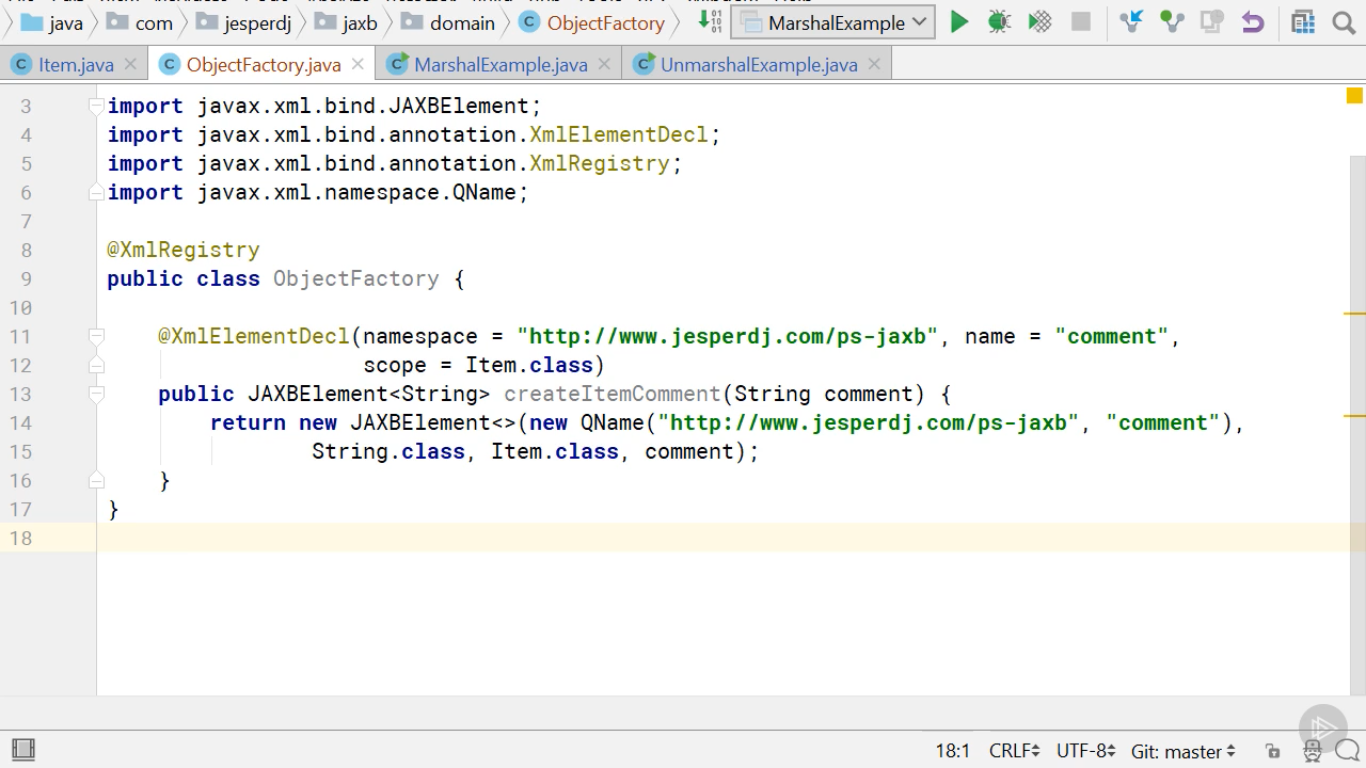 java com jesperdj jaxb domain ObjectFactory MarshalExample
Item.java ObjectFactory.java MarshalExample.java UnmarshalExample.java
3 import javax.xml.bind.JAXBElement;
4 import javax.xml.bind.annotation.XmlElementDecl;
5 import javax.xml.bind.annotation.XmlRegistry;
6 import javax.xml.namespace.QName;
7
8 @XmlRegistry
9 public class ObjectFactory {
10
11 @XmlElementDecl(namespace = "http://www.jesperdj.com/ps-jaxb", name = "comment",
12 scope = Item.class)
13 public JAXBElement<String> createItemComment(String comment) {
14 return new JAXBElement<>(new QName("http://www.jesperdj.com/ps-jaxb", "comment"),
15 String.class, Item.class, comment);
16 }
17 }
18
18:1 CRLF UTF-8 Git: master